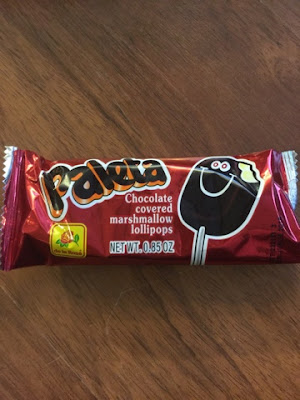 Paleta
Chocolate
covered
marshmallow
lollipops
NET WT. 0.85 OZ